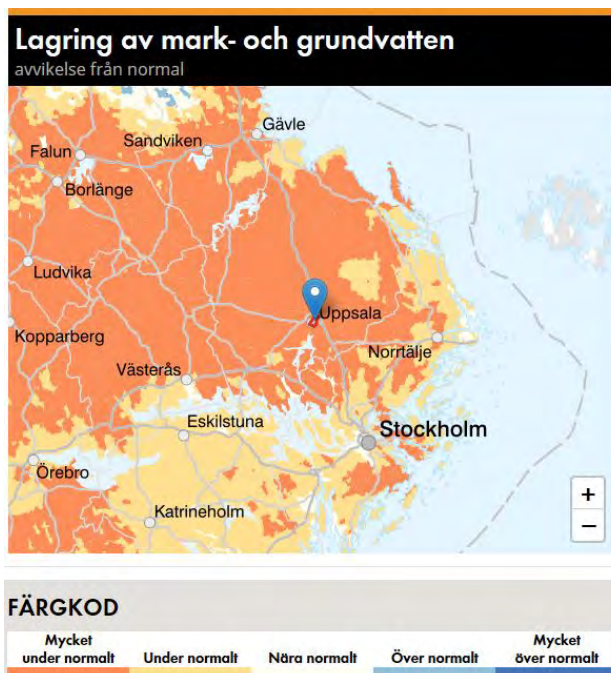 Lagring av mark- och grundvatten
avvikelse från normal
Gävle
Sandviken
Falun
Borlänge
Ludvika
Uppsala
Kopparberg
Norrtälje
Västerås
Eskilstuna
Stockholm
Örebro
+
Katrineholm
−
FÄRGKOD
Mycket
under normalt
Under normalt
Nära normalt
Över normalt
Mycket
över normalt